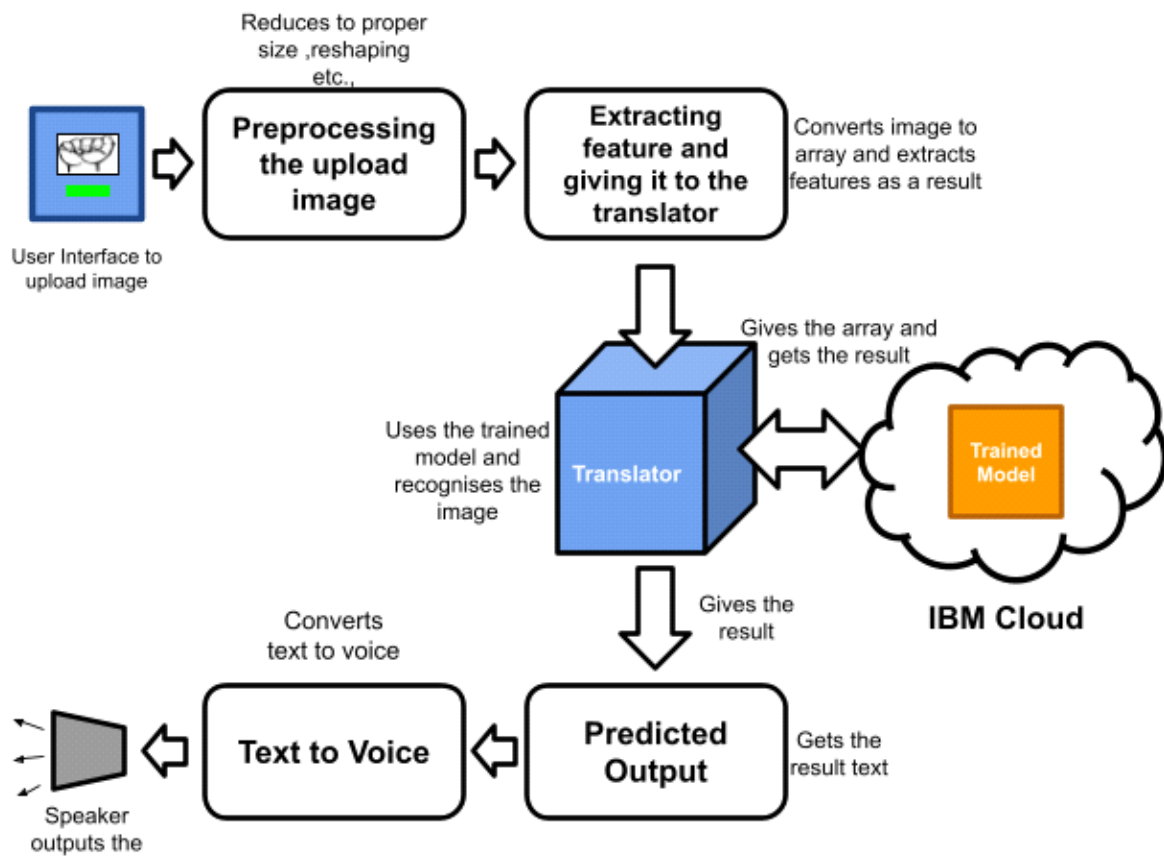 Reduces to proper
size ,reshaping
etc.,
Preprocessing
the upload
image
Extracting
feature and
giving it to the
translator
Converts image to
array and extracts
features as a result
User Interface to
upload image
Gives the array and
gets the result
Uses the trained
model and
recognises the
image
Translator
Trained
Model
IBM Cloud
Gives the
result
Converts
text to voice
Text to Voice
Predicted
Output
Gets the
result text
Speaker
outputs the